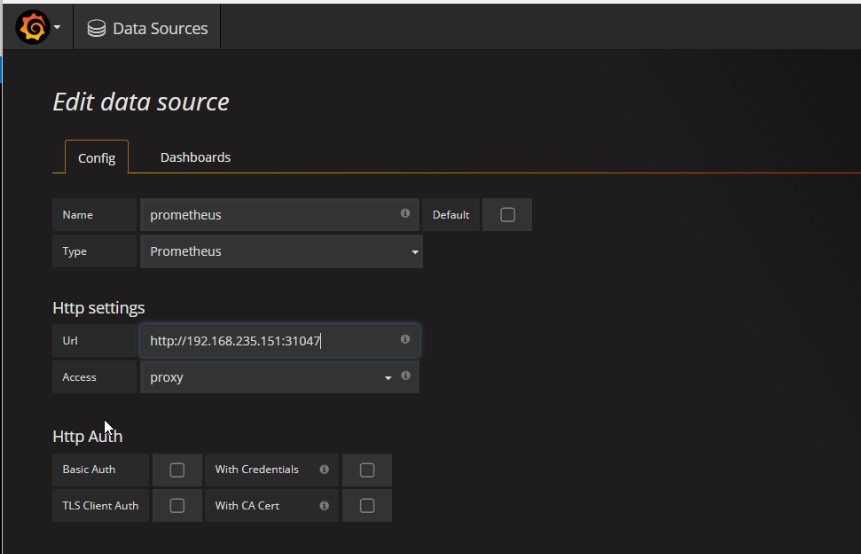 Data Sources
Edit data source
Config Dashboards
Name prometheus Default
Type Prometheus
Http settings
Url http://192.168.235.151:31047
Access proxy
Http Auth
Basic Auth With Credentials
TLS Client Auth With CA Cert